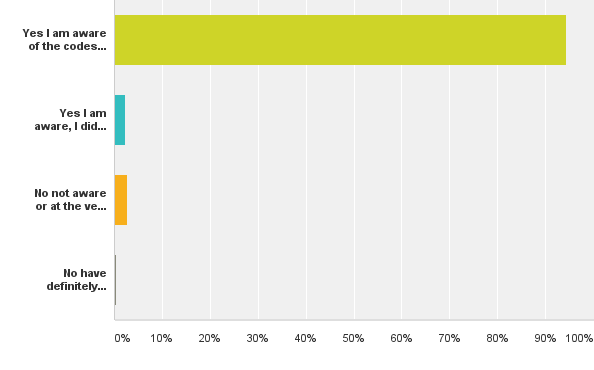 Yes I am aware
of the codes...
Yes I am
aware, I did...
No not aware
or at the ve...
No have
definitely...
0% 10% 20% 30% 40% 50% 60% 70% 80% 90% 100%